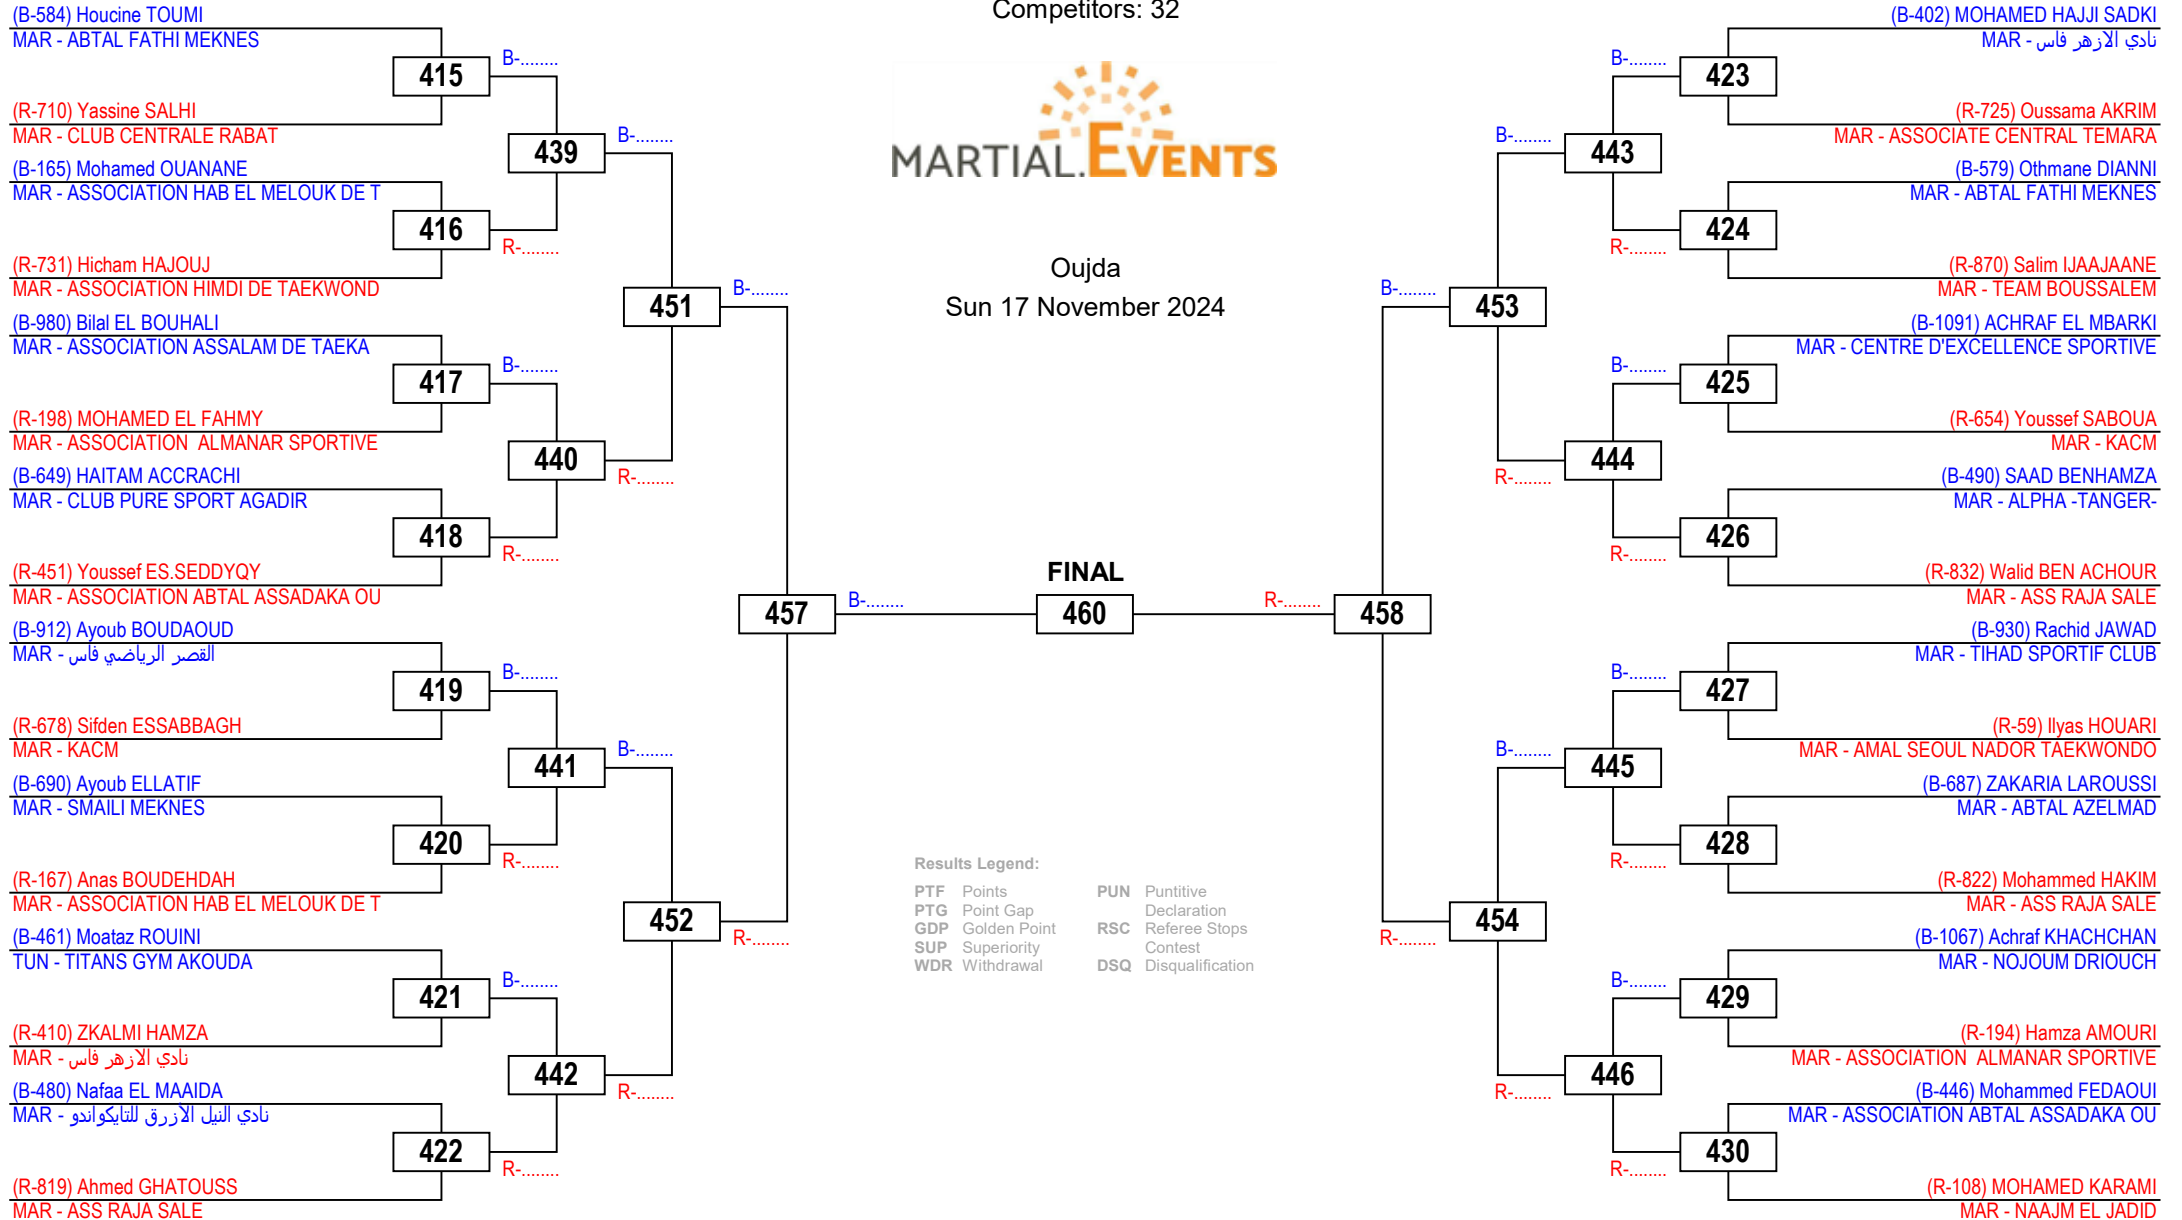 Competitors: 32
MARTIAL.EVENTS
Oujda
Sun 17 November 2024
(B-584) Houcine TOUMI
MAR - ABTAL FATHI MEKNES
415
B-........
(R-710) Yassine SALHI
MAR - CLUB CENTRALE RABAT
439
B-........
(B-165) Mohamed OUANANE
MAR - ASSOCIATION HAB EL MELOUK DE T
416
R-........
(R-731) Hicham HAJOUJ
MAR - ASSOCIATION HIMDI DE TAEKWOND
451
B-........
(B-980) Bilal EL BOUHALI
MAR - ASSOCIATION ASSALAM DE TAEKA
417
B-........
(R-198) MOHAMED EL FAHMY
MAR - ASSOCIATION  ALMANAR SPORTIVE
440
R-........
(B-649) HAITAM ACCRACHI
MAR - CLUB PURE SPORT AGADIR
418
R-........
(R-451) Youssef ES.SEDDYQY
MAR - ASSOCIATION ABTAL ASSADAKA OU
457
B-........
(B-912) Ayoub BOUDAOUD
MAR - القصر الرياضي فاس
419
B-........
(R-678) Sifden ESSABBAGH
MAR - KACM
441
B-........
(B-690) Ayoub ELLATIF
MAR - SMAILI MEKNES
420
R-........
(R-167) Anas BOUDEHDAH
MAR - ASSOCIATION HAB EL MELOUK DE T
452
R-........
(B-461) Moataz ROUINI
TUN - TITANS GYM AKOUDA
421
B-........
(R-410) ZKALMI HAMZA
MAR - نادي الازهر فاس
442
R-........
(B-480) Nafaa EL MAAIDA
MAR - نادي النيل الأزرق للتايكواندو
422
R-........
(R-819) Ahmed GHATOUSS
MAR - ASS RAJA SALE
FINAL
460
Results Legend:
PTF Points
PTG Point Gap
GDP Golden Point
SUP Superiority
WDR Withdrawal
PUN Puntitive
Declaration
RSC Referee Stops
Contest
DSQ Disqualification
(B-402) MOHAMED HAJJI SADKI
MAR - نادي الازهر فاس
B-........
423
(R-725) Oussama AKRIM
MAR - ASSOCIATE CENTRAL TEMARA
B-........
443
(B-579) Othmane DIANNI
MAR - ABTAL FATHI MEKNES
R-........
424
(R-870) Salim IJAAJAANE
MAR - TEAM BOUSSALEM
B-........
453
(B-1091) ACHRAF EL MBARKI
MAR - CENTRE D'EXCELLENCE SPORTIVE
B-........
425
(R-654) Youssef SABOUA
MAR - KACM
R-........
444
(B-490) SAAD BENHAMZA
MAR - ALPHA -TANGER-
R-........
426
(R-832) Walid BEN ACHOUR
MAR - ASS RAJA SALE
R-........
458
(B-930) Rachid JAWAD
MAR - TIHAD SPORTIF CLUB
B-........
427
(R-59) Ilyas HOUARI
MAR - AMAL SEOUL NADOR TAEKWONDO
B-........
445
(B-687) ZAKARIA LAROUSSI
MAR - ABTAL AZELMAD
R-........
428
(R-822) Mohammed HAKIM
MAR - ASS RAJA SALE
R-........
454
(B-1067) Achraf KHACHCHAN
MAR - NOJOUM DRIOUCH
B-........
429
(R-194) Hamza AMOURI
MAR - ASSOCIATION  ALMANAR SPORTIVE
R-........
446
(B-446) Mohammed FEDAOUI
MAR - ASSOCIATION ABTAL ASSADAKA OU
R-........
430
(R-108) MOHAMED KARAMI
MAR - NAAJM EL JADID